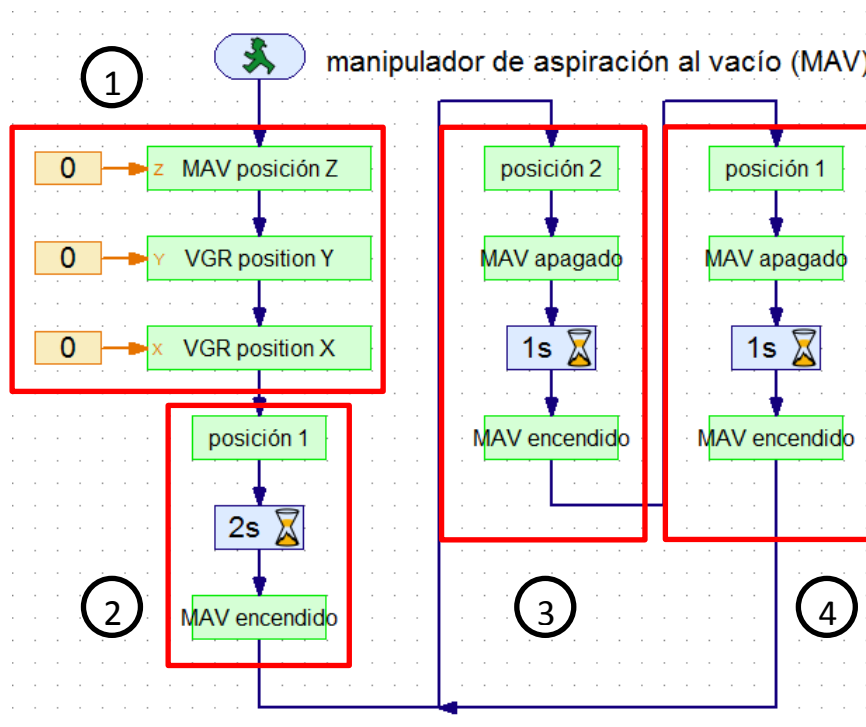 manipulador de aspiración al vacío (MAV)
1
0
Z
MAV posición Z
0
Y
VGR position Y
0
X
VGR position X
2
posición 1
2s
MAV encendido
3
posición 2
MAV apagado
1s
MAV encendido
4
posición 1
MAV apagado
1s
MAV encendido